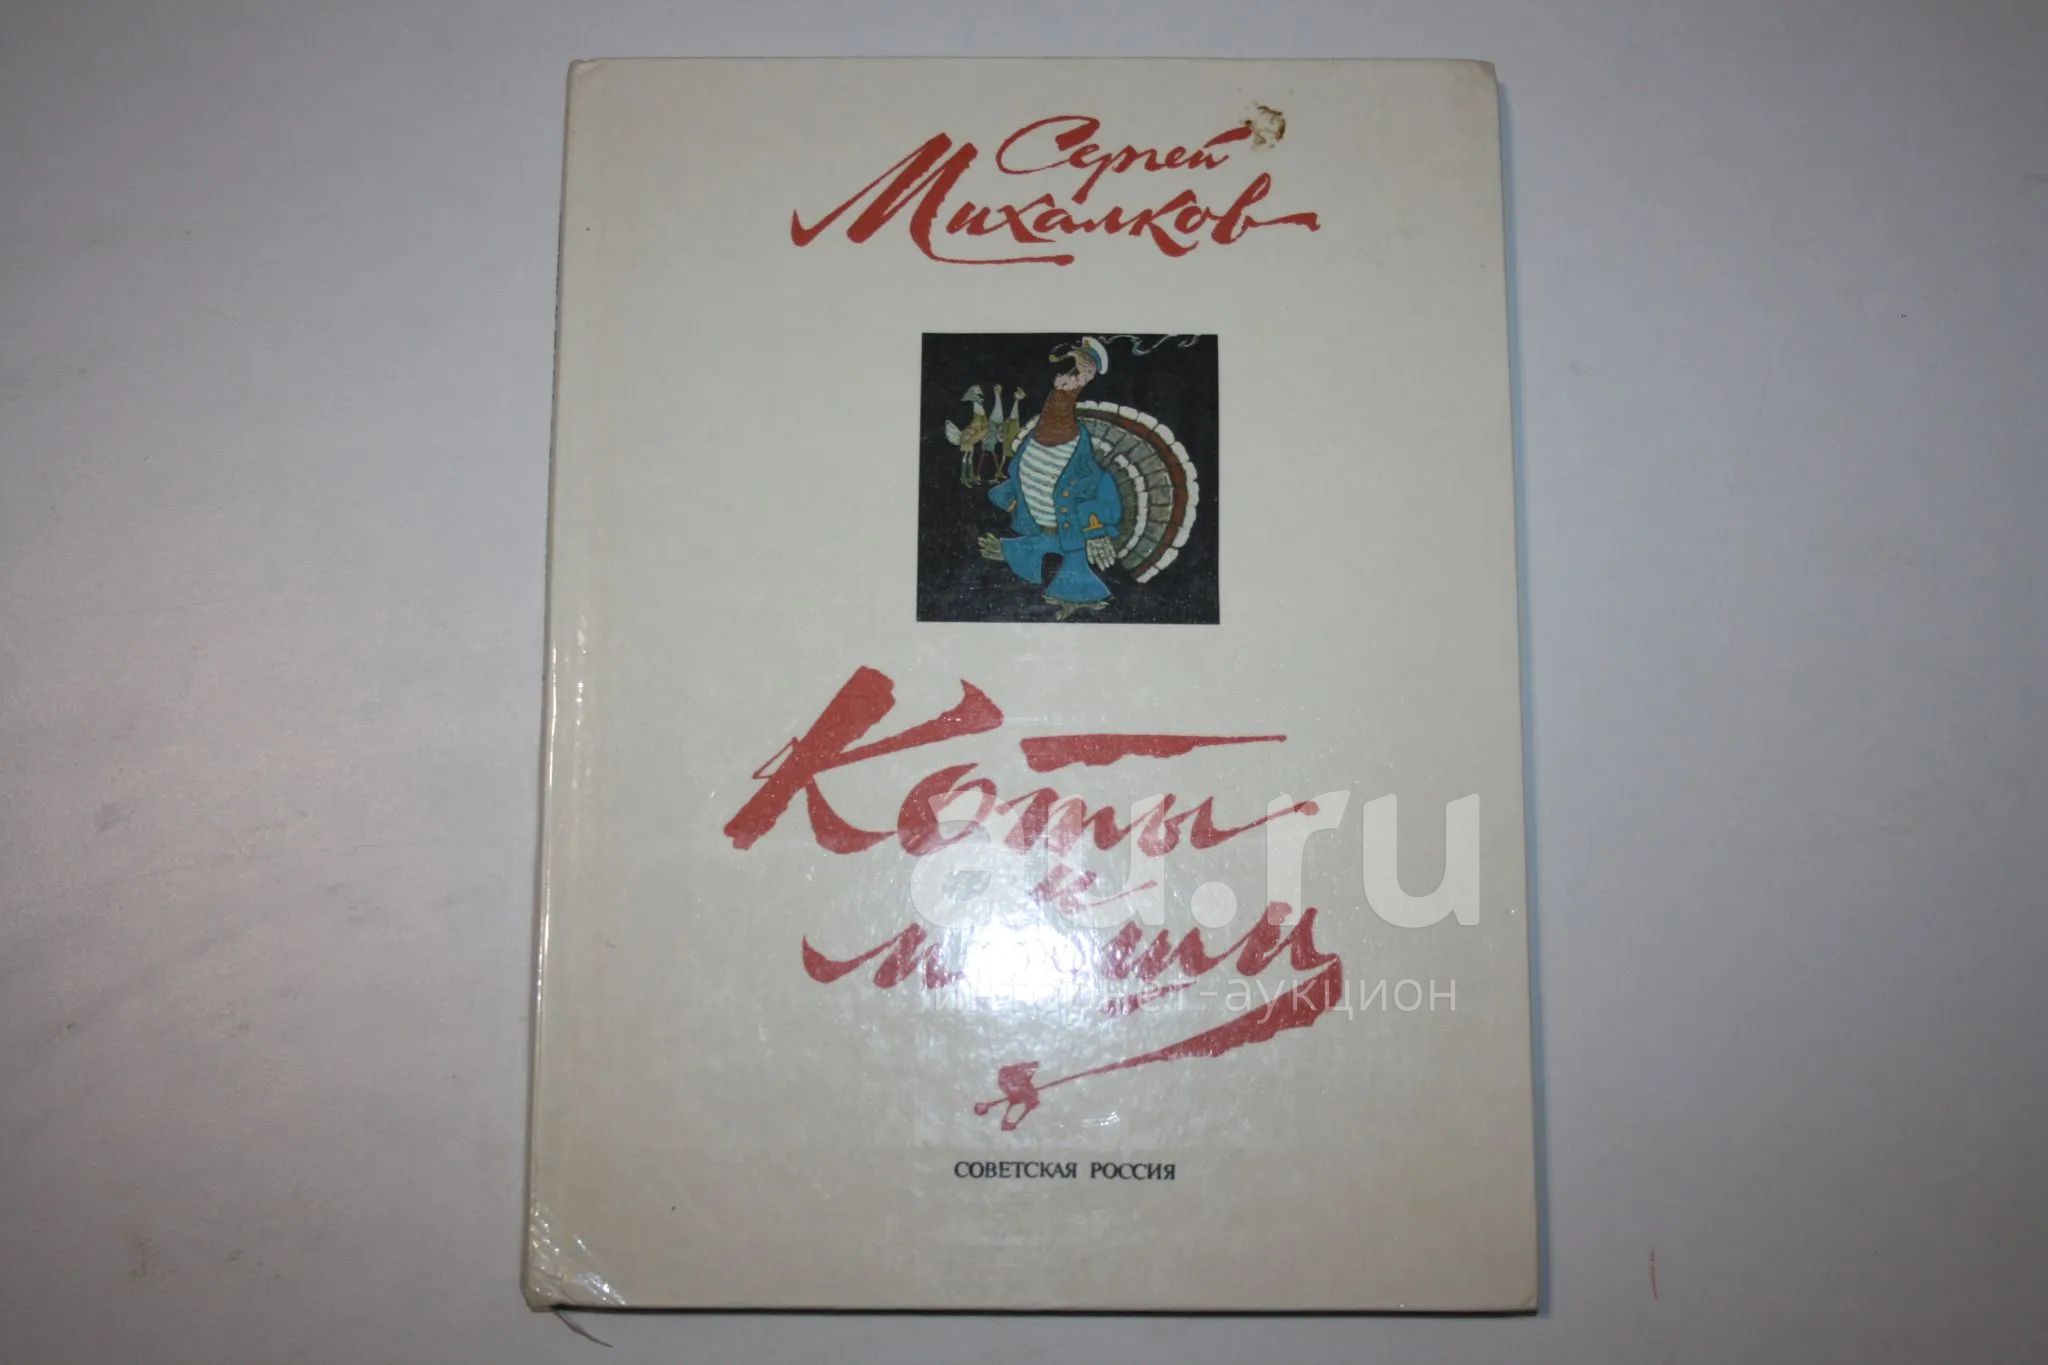 Сергей
Михалков
Коты
и
мыши
СОВЕТСКАЯ РОССИЯ
au.ru
интернет-аукцион